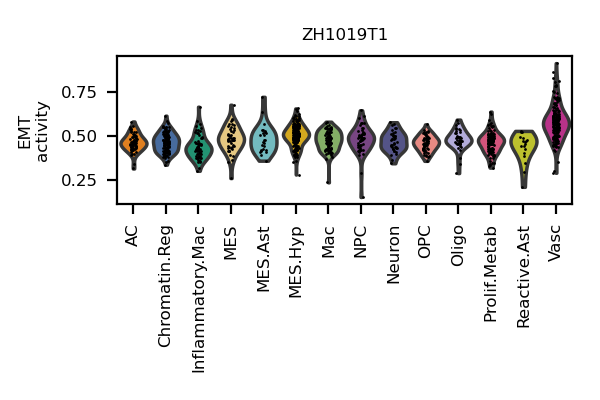 ZH1019T1
EMT
activity
0.75
0.50
0.25
AC
Chromatin.Reg
Inflammatory.Mac
MES
MES.Ast
MES.Hyp
Mac
NPC
Neuron
OPC
Oligo
Prolif.Metab
Reactive.Ast
Vasc